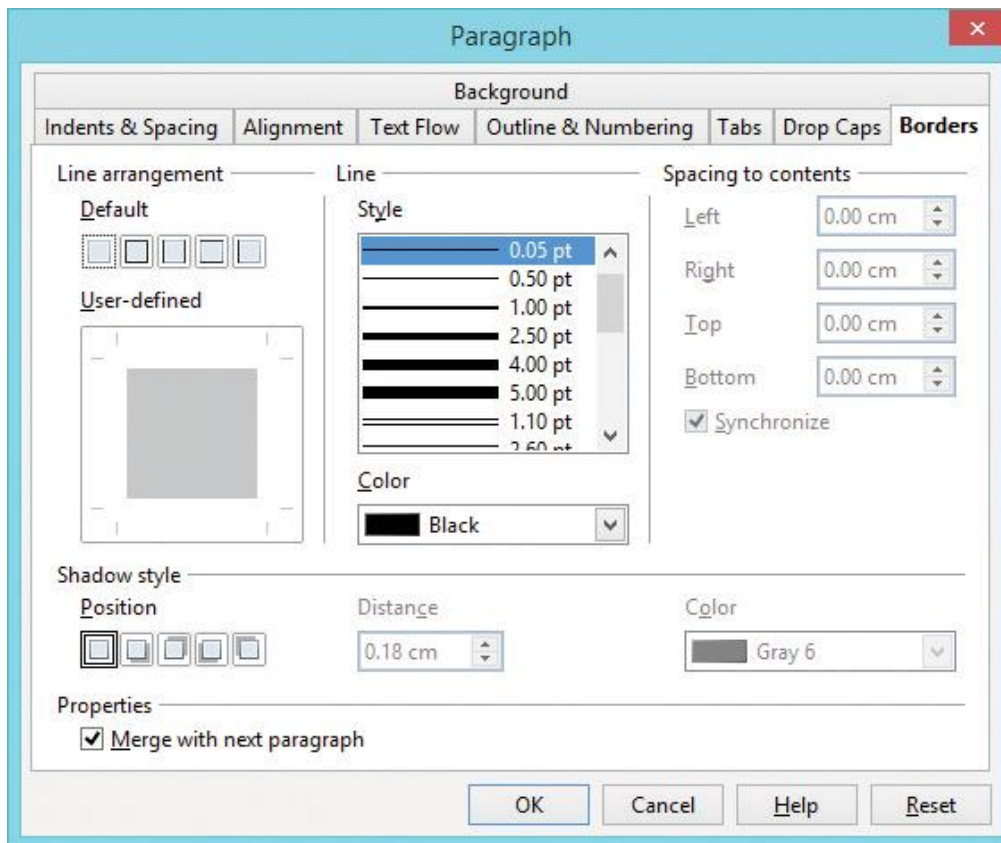 Paragraph
Background
Indents & Spacing Alignment Text Flow Outline & Numbering Tabs Drop Caps Borders
Line arrangement Line Spacing to contents
Default Style Left 0.00 cm
0.05 pt
0.50 pt
Right 0.00 cm
User-defined 1.00 pt
2.50 pt
Top 0.00 cm
4.00 pt
Bottom 0.00 cm
5.00 pt
1.10 pt
Synchronize
2.60 pt
Color
Black
Shadow style
Position Distance Color
0.18 cm Gray 6
Properties
Merge with next paragraph
OK Cancel Help Reset